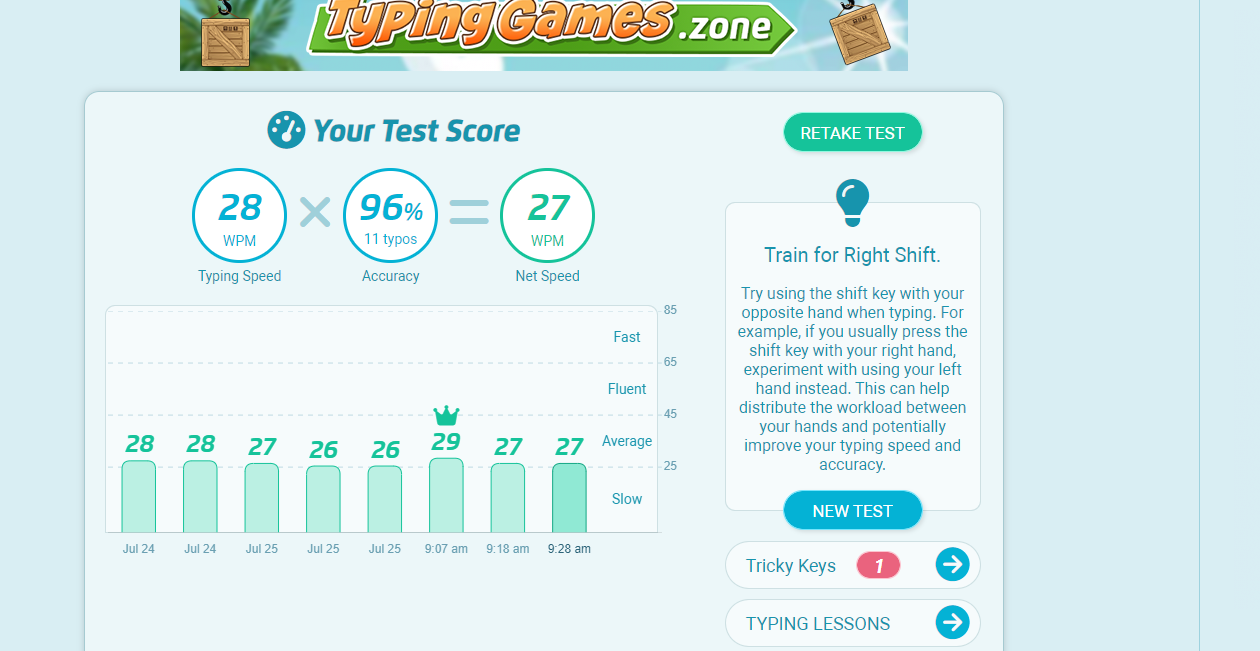 TypingGames.zone
Your Test Score
RETAKE TEST
28
WPM
Typing Speed
96%
11 typos
Accuracy
27
WPM
Net Speed
85
Fast
65
Fluent
45
Average
25
Slow
28 28 27 26 26 29 27 27
Jul 24 Jul 24 Jul 25 Jul 25 Jul 25 9:07 am 9:18 am 9:28 am
Train for Right Shift.
Try using the shift key with your
opposite hand when typing. For
example, if you usually press the
shift key with your right hand,
experiment with using your left
hand instead. This can help
distribute the workload between
your hands and potentially
improve your typing speed and
accuracy.
NEW TEST
Tricky Keys 1
TYPING LESSONS